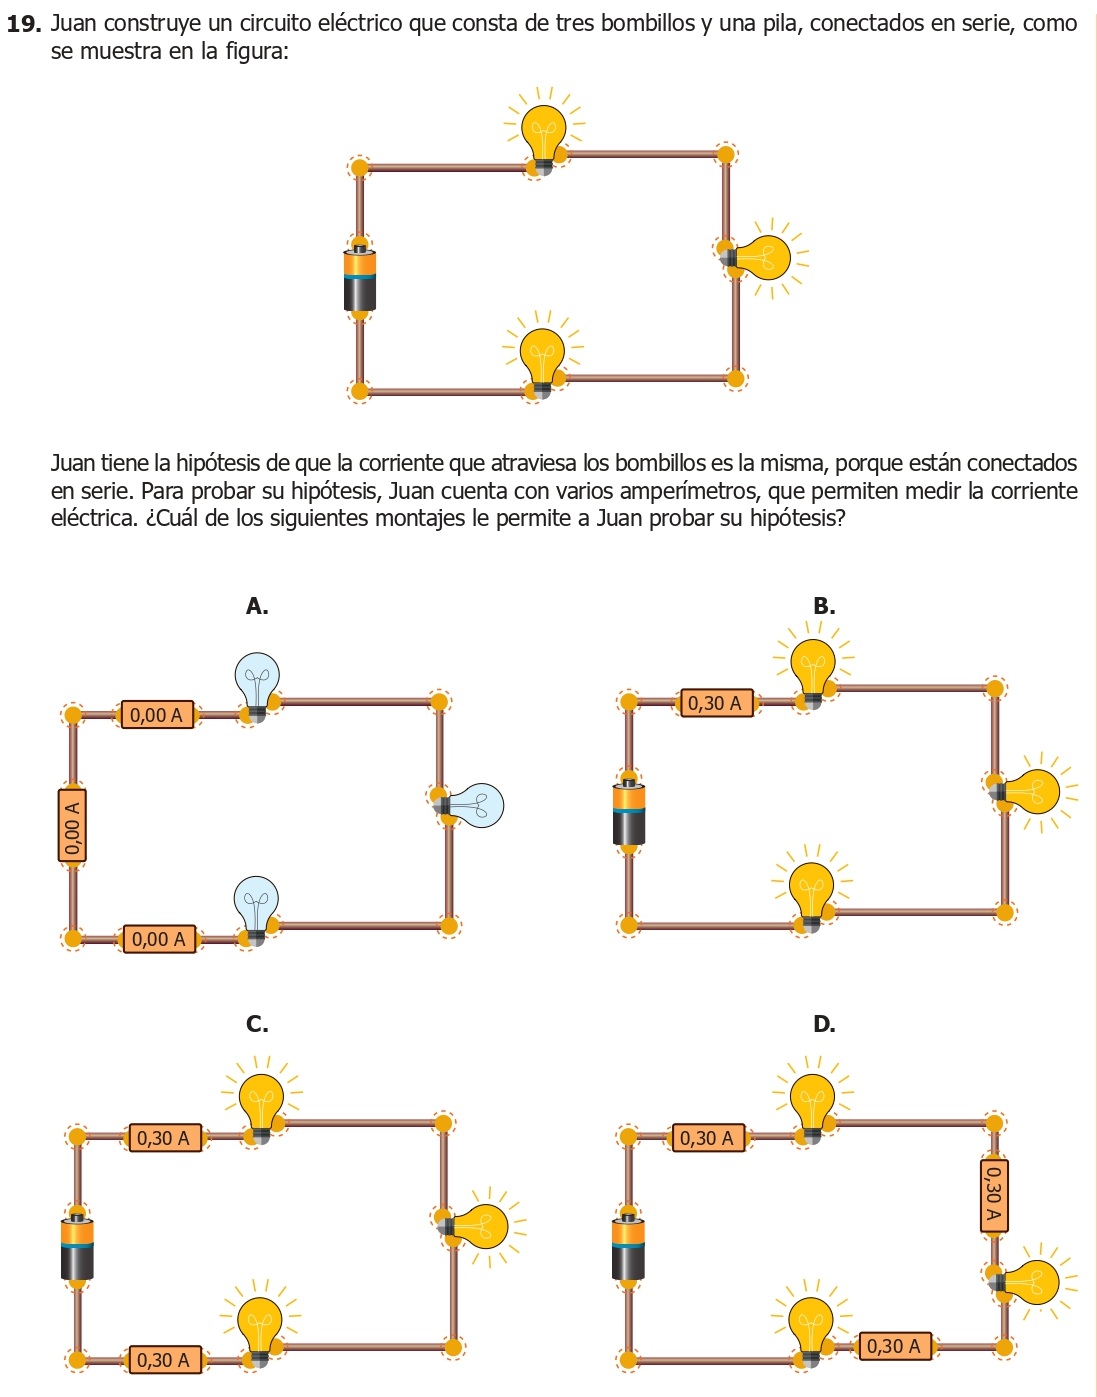 19. Juan construye un circuito eléctrico que consta de tres bombillos y una pila, conectados en serie, como
se muestra en la figura:
Juan tiene la hipótesis de que la corriente que atraviesa los bombillos es la misma, porque están conectados
en serie. Para probar su hipótesis, Juan cuenta con varios amperímetros, que permiten medir la corriente
eléctrica. ¿Cuál de los siguientes montajes le permite a Juan probar su hipótesis?
A.
0,00 A
0,00 A
0,00 A
B.
0,30 A
C.
0,30 A
0,30 A
D.
0,30 A
0,30 A
0,30 A